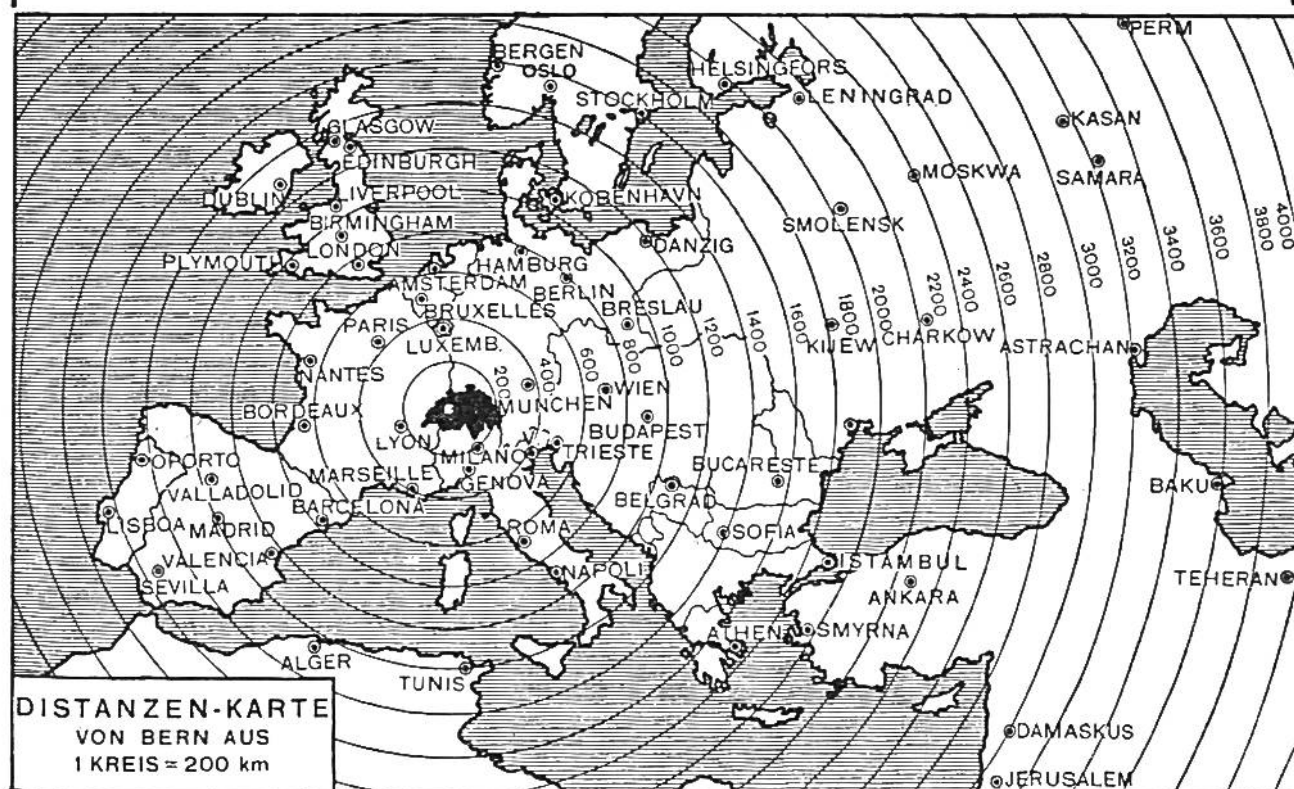 PERM
BERGEN
OSLO
HELSINGFORS
STOCKHOLM
LENINGRAD
KASAN
GLASGOW
EDINBURGH
MOSKWA
SAMARA
DUBLIN
LIVERPOOL
KOBENHAVN
BIRMINGHAM
SMOLENSK
LONDON
PLYMOUTH
DANZIG
HAMBURG
AMSTERDAM
BERLIN
BRUXELLES
BRESLAU
PARIS
LUXEMB.
KIJEW
CHARKOW
ASTRACHAN
NANTES
200
400
600
800
1000
1200
1400
1600
1800
2000
2200
2400
2600
2800
3000
3200
3400
3600
3800
4000
WIEN
MUNCHEN
BORDEAUX
LYON
BUDAPEST
MILANO
TRIESTE
OPORTO
MARSEILLE
GENOVA
BUCARESTE
VALLADOLID
BELGRAD
BAKU
BARCELONA
LISBOA
MADRID
ROMA
SOFIA
VALENCIA
SEVILLA
NAPOLI
ISTAMBUL
TEHERAN
ANKARA
ATHEN
SMYRNA
ALGER
TUNIS
DISTANZEN-KARTE
VON BERN AUS
1 KREIS = 200 km
DAMASKUS
JERUSALEM